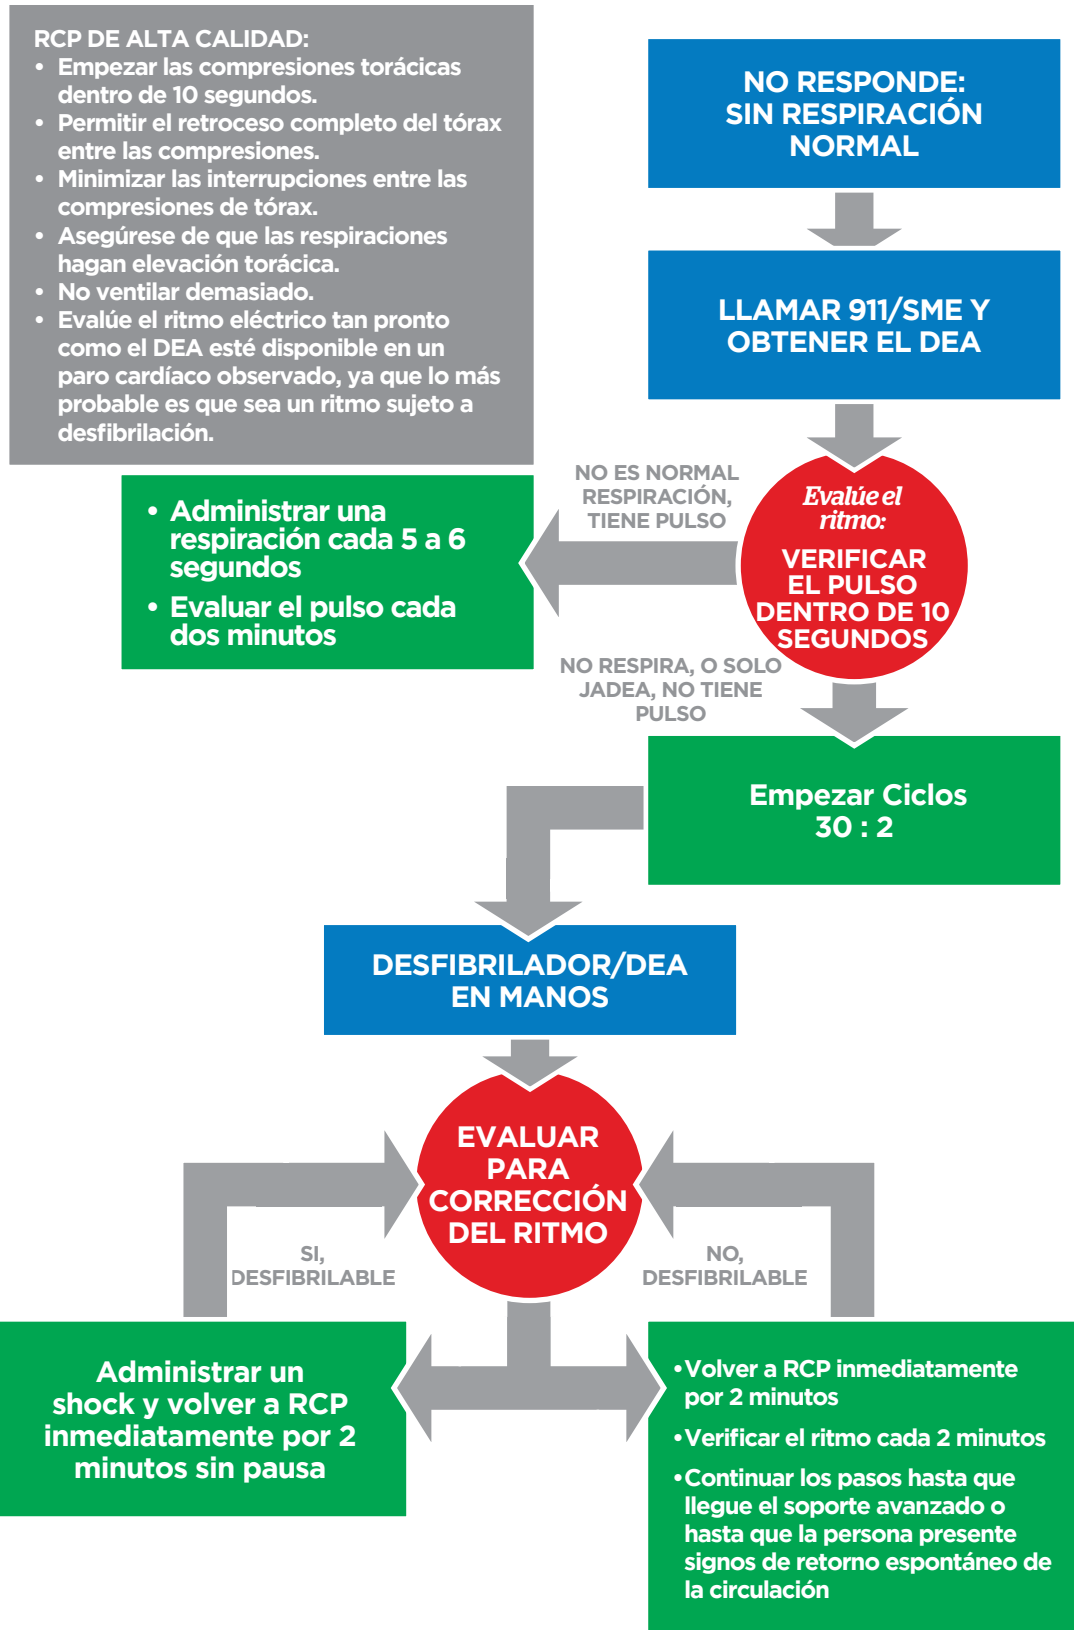 RCP DE ALTA CALIDAD:
• Empezar las compresiones torácicas
dentro de 10 segundos.
• Permitir el retroceso completo del tórax
entre las compresiones.
• Minimizar las interrupciones entre las
compresiones de tórax.
• Asegúrese de que las respiraciones
hagan elevación torácica.
• No ventilar demasiado.
• Evalúe el ritmo eléctrico tan pronto
como el DEA esté disponible en un
paro cardíaco observado, ya que lo más
probable es que sea un ritmo sujeto a
desfibrilación.
NO RESPONDE:
SIN RESPIRACIÓN
NORMAL
LLAMAR 911/SME Y
OBTENER EL DEA
Evalúe el
ritmo:
VERIFICAR
EL PULSO
DENTRO DE 10
SEGUNDOS
NO ES NORMAL
RESPIRACIÓN,
TIENE PULSO
• Administrar una
respiración cada 5 a 6
segundos
• Evaluar el pulso cada
dos minutos
NO RESPIRA, O SOLO
JADEA, NO TIENE
PULSO
Empezar Ciclos
30 : 2
DESFIBRILADOR/DEA
EN MANOS
EVALUAR
PARA
CORRECCIÓN
DEL RITMO
SI,
DESFIBRILABLE
NO,
DESFIBRILABLE
Administrar un
shock y volver a RCP
inmediatamente por 2
minutos sin pausa
• Volver a RCP inmediatamente
por 2 minutos
• Verificar el ritmo cada 2 minutos
• Continuar los pasos hasta que
llegue el soporte avanzado o
hasta que la persona presente
signos de retorno espontáneo de
la circulación